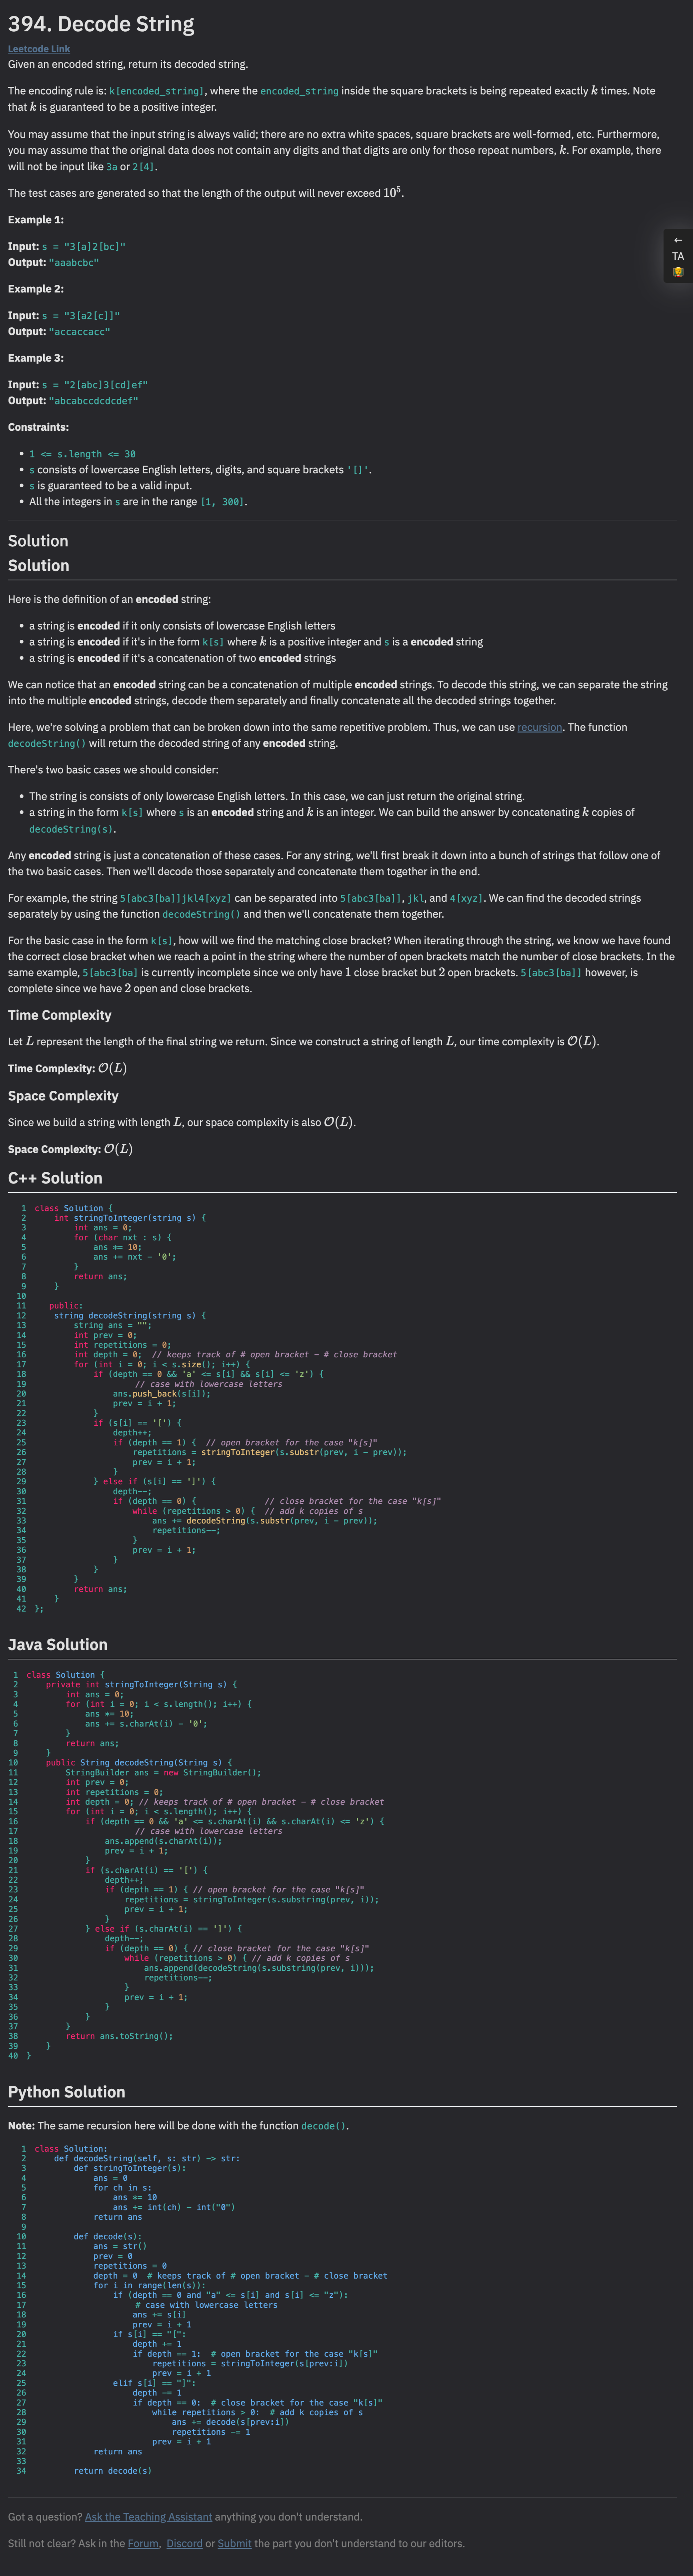 394. Decode String
Leetcode Link
Given an encoded string, return its decoded string.
The encoding rule is: k[encoded_string], where the encoded_string inside the square brackets is being repeated exactly k times. Note
that k is guaranteed to be a positive integer.
You may assume that the input string is always valid; there are no extra white spaces, square brackets are well-formed, etc. Furthermore,
you may assume that the original data does not contain any digits and that digits are only for those repeat numbers, k. For example, there
will not be input like 3a or 2[4].
The test cases are generated so that the length of the output will never exceed 10^5.
←
TA
Example 1:
Input: s = "3[a]2[bc]"
Output: "aaabcbc"
Example 2:
Input: s = "3[a2[c]]"
Output: "accaccacc"
Example 3:
Input: s = "2[abc]3[cd]ef"
Output: "abcabccdcdcdef"
Constraints:
• 1 <= s.length <= 30
• s consists of lowercase English letters, digits, and square brackets '[]'.
• s is guaranteed to be a valid input.
• All the integers in s are in the range [1, 300].
Solution
Solution
Here is the definition of an encoded string:
• a string is encoded if it only consists of lowercase English letters
• a string is encoded if it's in the form k[s] where k is a positive integer and s is a encoded string
• a string is encoded if it's a concatenation of two encoded strings
We can notice that an encoded string can be a concatenation of multiple encoded strings. To decode this string, we can separate the string
into the multiple encoded strings, decode them separately and finally concatenate all the decoded strings together.
Here, we're solving a problem that can be broken down into the same repetitive problem. Thus, we can use recursion. The function
decodeString() will return the decoded string of any encoded string.
There's two basic cases we should consider:
• The string is consists of only lowercase English letters. In this case, we can just return the original string.
• a string in the form k[s] where s is an encoded string and k is an integer. We can build the answer by concatenating k copies of
decodeString(s).
Any encoded string is just a concatenation of these cases. For any string, we'll first break it down into a bunch of strings that follow one of
the two basic cases. Then we'll decode those separately and concatenate them together in the end.
For example, the string 5[abc3[ba]]jkl4[xyz] can be separated into 5[abc3[ba]], jkl, and 4[xyz]. We can find the decoded strings
separately by using the function decodeString() and then we'll concatenate them together.
For the basic case in the form k[s], how will we find the matching close bracket? When iterating through the string, we know we have found
the correct close bracket when we reach a point in the string where the number of open brackets match the number of close brackets. In the
same example, 5[abc3[ba] is currently incomplete since we only have 1 close bracket but 2 open brackets. 5[abc3[ba]] however, is
complete since we have 2 open and close brackets.
Time Complexity
Let L represent the length of the final string we return. Since we construct a string of length L, our time complexity is O(L).
Time Complexity: O(L)
Space Complexity
Since we build a string with length L, our space complexity is also O(L).
Space Complexity: O(L)
C++ Solution
1 class Solution {
2     int stringToInteger(string s) {
3         int ans = 0;
4         for (char nxt : s) {
5             ans *= 10;
6             ans += nxt - '0';
7         }
8         return ans;
9     }
10
11    public:
12     string decodeString(string s) {
13         string ans = "";
14         int prev = 0;
15         int repetitions = 0;
16         int depth = 0;  // keeps track of # open bracket - # close bracket
17         for (int i = 0; i < s.size(); i++) {
18             if (depth == 0 && 'a' <= s[i] && s[i] <= 'z') {
19                      // case with lowercase letters
20                 ans.push_back(s[i]);
21                 prev = i + 1;
22             }
23             if (s[i] == '[') {
24                 depth++;
25                 if (depth == 1) {  // open bracket for the case "k[s]"
26                     repetitions = stringToInteger(s.substr(prev, i - prev));
27                     prev = i + 1;
28                 }
29             } else if (s[i] == ']') {
30                 depth--;
31                 if (depth == 0) {              // close bracket for the case "k[s]"
32                     while (repetitions > 0) {  // add k copies of s
33                         ans += decodeString(s.substr(prev, i - prev));
34                         repetitions--;
35                     }
36                     prev = i + 1;
37                 }
38             }
39         }
40         return ans;
41     }
42 };
Java Solution
1 class Solution {
2     private int stringToInteger(String s) {
3         int ans = 0;
4         for (int i = 0; i < s.length(); i++) {
5             ans *= 10;
6             ans += s.charAt(i) - '0';
7         }
8         return ans;
9     }
10     public String decodeString(String s) {
11         StringBuilder ans = new StringBuilder();
12         int prev = 0;
13         int repetitions = 0;
14         int depth = 0; // keeps track of # open bracket - # close bracket
15         for (int i = 0; i < s.length(); i++) {
16             if (depth == 0 && 'a' <= s.charAt(i) && s.charAt(i) <= 'z') {
17                       // case with lowercase letters
18                 ans.append(s.charAt(i));
19                 prev = i + 1;
20             }
21             if (s.charAt(i) == '[') {
22                 depth++;
23                 if (depth == 1) { // open bracket for the case "k[s]"
24                     repetitions = stringToInteger(s.substring(prev, i));
25                     prev = i + 1;
26                 }
27             } else if (s.charAt(i) == ']') {
28                 depth--;
29                 if (depth == 0) { // close bracket for the case "k[s]"
30                     while (repetitions > 0) { // add k copies of s
31                         ans.append(decodeString(s.substring(prev, i)));
32                         repetitions--;
33                     }
34                     prev = i + 1;
35                 }
36             }
37         }
38         return ans.toString();
39     }
40 }
Python Solution
Note: The same recursion here will be done with the function decode().
1 class Solution:
2     def decodeString(self, s: str) -> str:
3         def stringToInteger(s):
4             ans = 0
5             for ch in s:
6                 ans *= 10
7                 ans += int(ch) - int("0")
8             return ans
9
10         def decode(s):
11             ans = str()
12             prev = 0
13             repetitions = 0
14             depth = 0  # keeps track of # open bracket - # close bracket
15             for i in range(len(s)):
16                 if (depth == 0 and "a" <= s[i] and s[i] <= "z"):
17                     # case with lowercase letters
18                     ans += s[i]
19                     prev = i + 1
20                 if s[i] == "[":
21                     depth += 1
22                     if depth == 1:  # open bracket for the case "k[s]"
23                         repetitions = stringToInteger(s[prev:i])
24                         prev = i + 1
25                 elif s[i] == "]":
26                     depth -= 1
27                     if depth == 0:  # close bracket for the case "k[s]"
28                         while repetitions > 0:  # add k copies of s
29                             ans += decode(s[prev:i])
30                             repetitions -= 1
31                         prev = i + 1
32             return ans
33
34         return decode(s)
Got a question? Ask the Teaching Assistant anything you don't understand.
Still not clear? Ask in the Forum, Discord or Submit the part you don't understand to our editors.